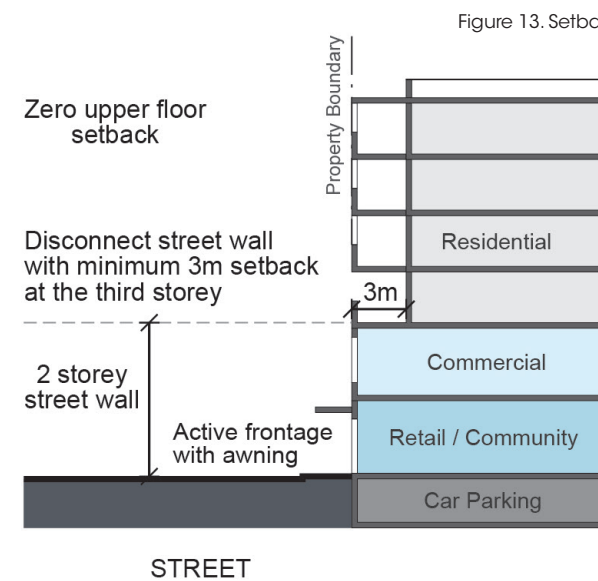 Figure 13. Setba
Property Boundary
Zero upper floor
setback
Disconnect street wall
with minimum 3m setback
at the third storey
Residential
3m
2 storey
street wall
Commercial
Active frontage
with awning
Retail / Community
Car Parking
STREET